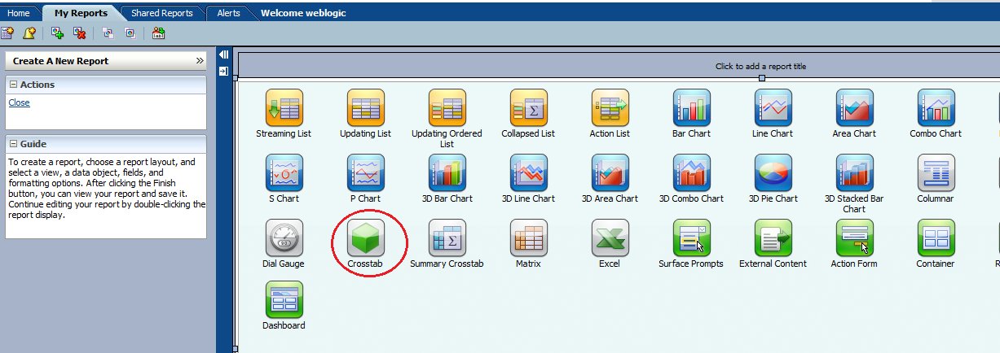 Home
My Reports
Shared Reports
Alerts
Welcome weblogic
Create A New Report
Actions
Close
Guide
To create a report, choose a report layout, and
select a view, a data object, fields, and
formatting options. After clicking the Finish
button, you can view your report and save it.
Continue editing your report by double-clicking the
report display.
Click to add a report title
Streaming List
Updating List
Updating Ordered
List
Collapsed List
Action List
Bar Chart
Line Chart
Area Chart
Combo Chart
S Chart
P Chart
3D Bar Chart
3D Line Chart
3D Area Chart
3D Combo Chart
3D Pie Chart
3D Stacked Bar
Chart
Columnar
Dial Gauge
Crosstab
Summary Crosstab
Matrix
Excel
Surface Prompts
External Content
Action Form
Container
Dashboard